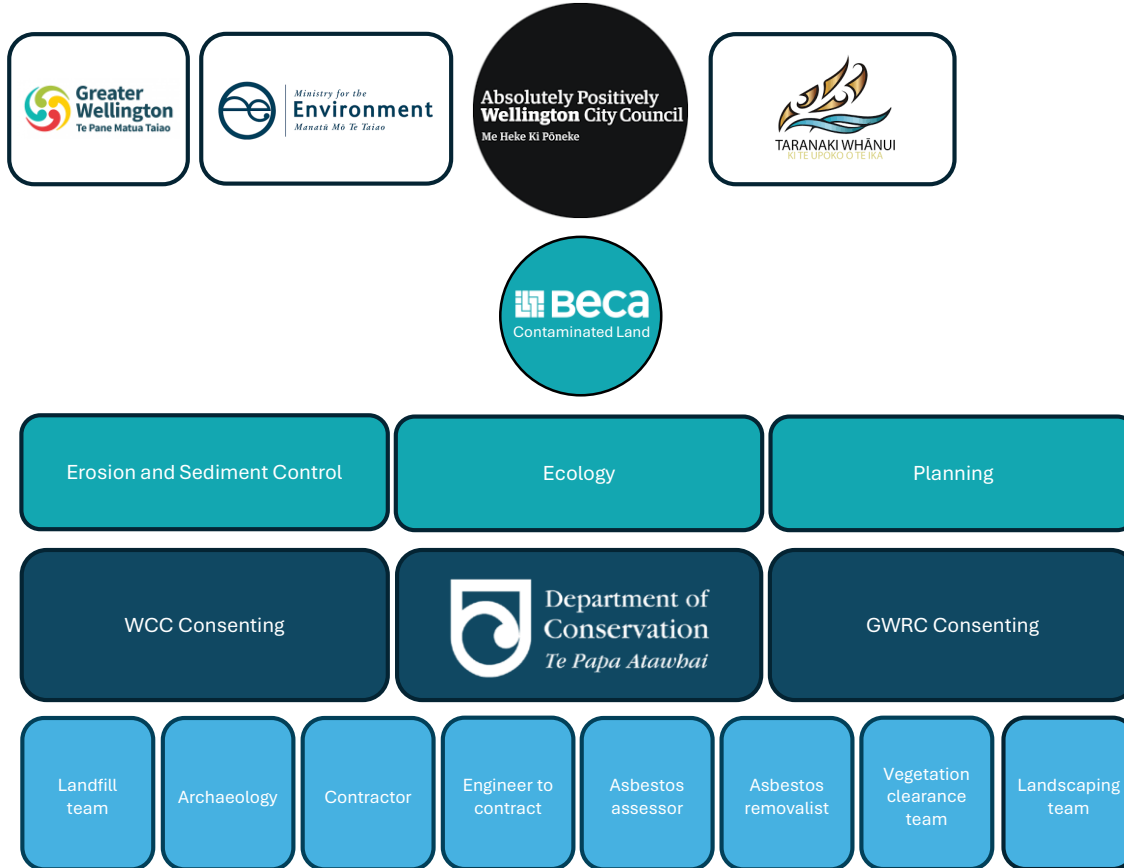 Greater
Wellington
Te Pane Matua Taiao
Ministry for the
Environment
Manatū Mō Te Taiao
Absolutely Positively
Wellington City Council
Me Heke Ki Pōneke
TARANAKI WHĀNUI
KI TE UPOKO O TE IKA
Beca
Contaminated Land
Erosion and Sediment Control
Ecology
Planning
WCC Consenting
Department of
Conservation
Te Papa Atawhai
GWRC Consenting
Landfill
team
Archaeology
Contractor
Engineer to
contract
Asbestos
assessor
Asbestos
removalist
Vegetation
clearance
team
Landscaping
team